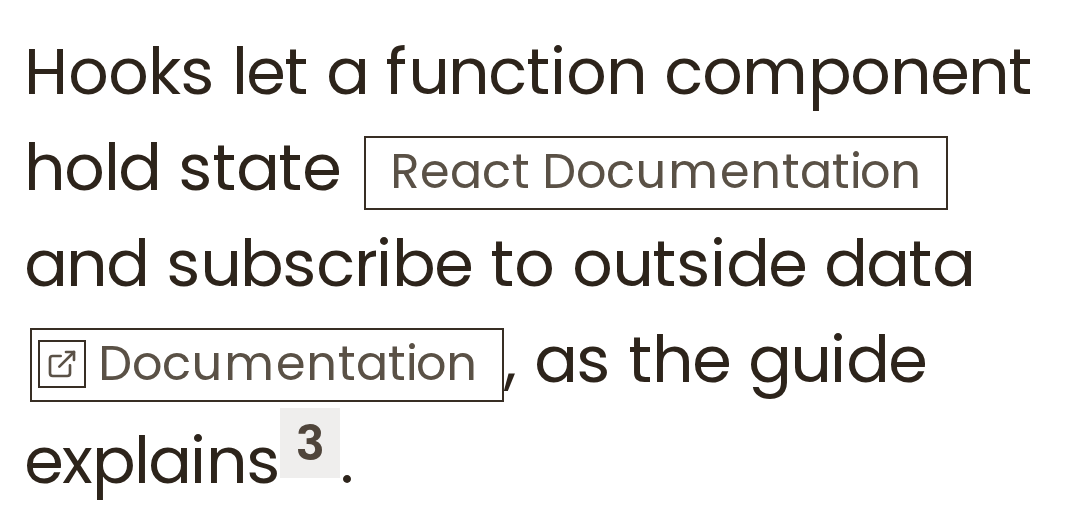 Hooks let a function component
hold state React Documentation
and subscribe to outside data
Documentation, as the guide
explains3.